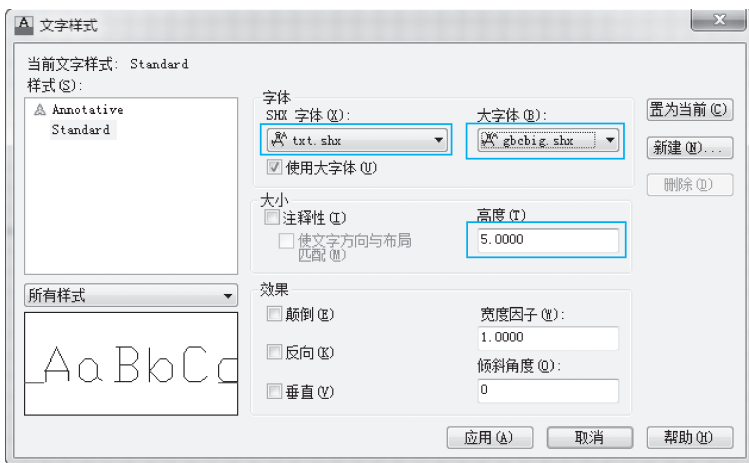 文字样式
当前文字样式: Standard
样式(S):
Annotative
Standard
字体
SHX 字体(X):
大字体(B):
txt.shx
gbcbig.shx
使用大字体(U)
置为当前(C)
新建(N)...
删除(D)
大小
注释性(I)
使文字方向与布局
匹配(M)
高度(T)
5.0000
所有样式
AaBbCc
效果
颠倒(E)
反向(K)
垂直(V)
宽度因子(W):
1.0000
倾斜角度(O):
0
应用(A)
取消
帮助(H)